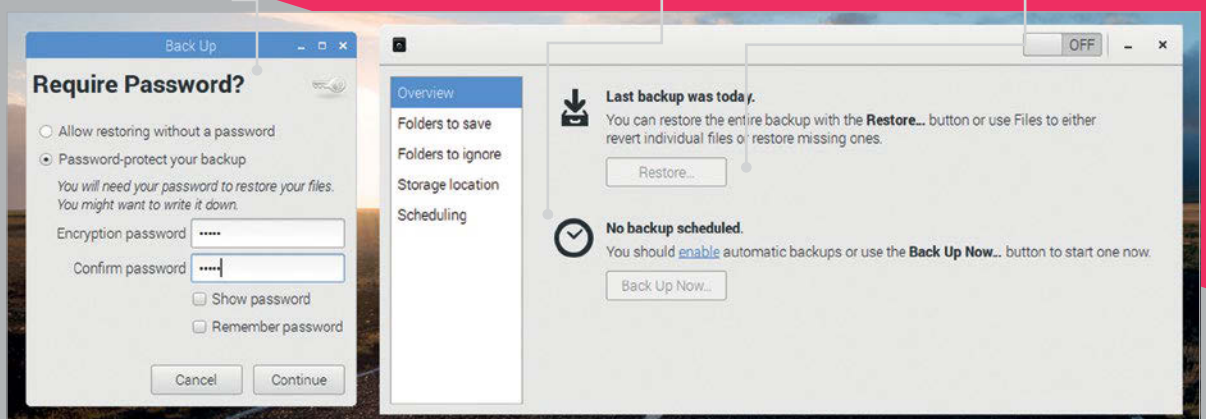 Back Up
Require Password?
Allow restoring without a password
Password-protect your backup
You will need your password to restore your files.
You might want to write it down.
Encryption password •••••
Confirm password •••••
Show password
Remember password
Cancel Continue
OFF
Overview
Folders to save
Folders to ignore
Storage location
Scheduling
Last backup was today.
You can restore the entire backup with the Restore... button or use Files to either
revert individual files or restore missing ones.
Restore...
No backup scheduled.
You should enable automatic backups or use the Back Up Now... button to start one now.
Back Up Now...